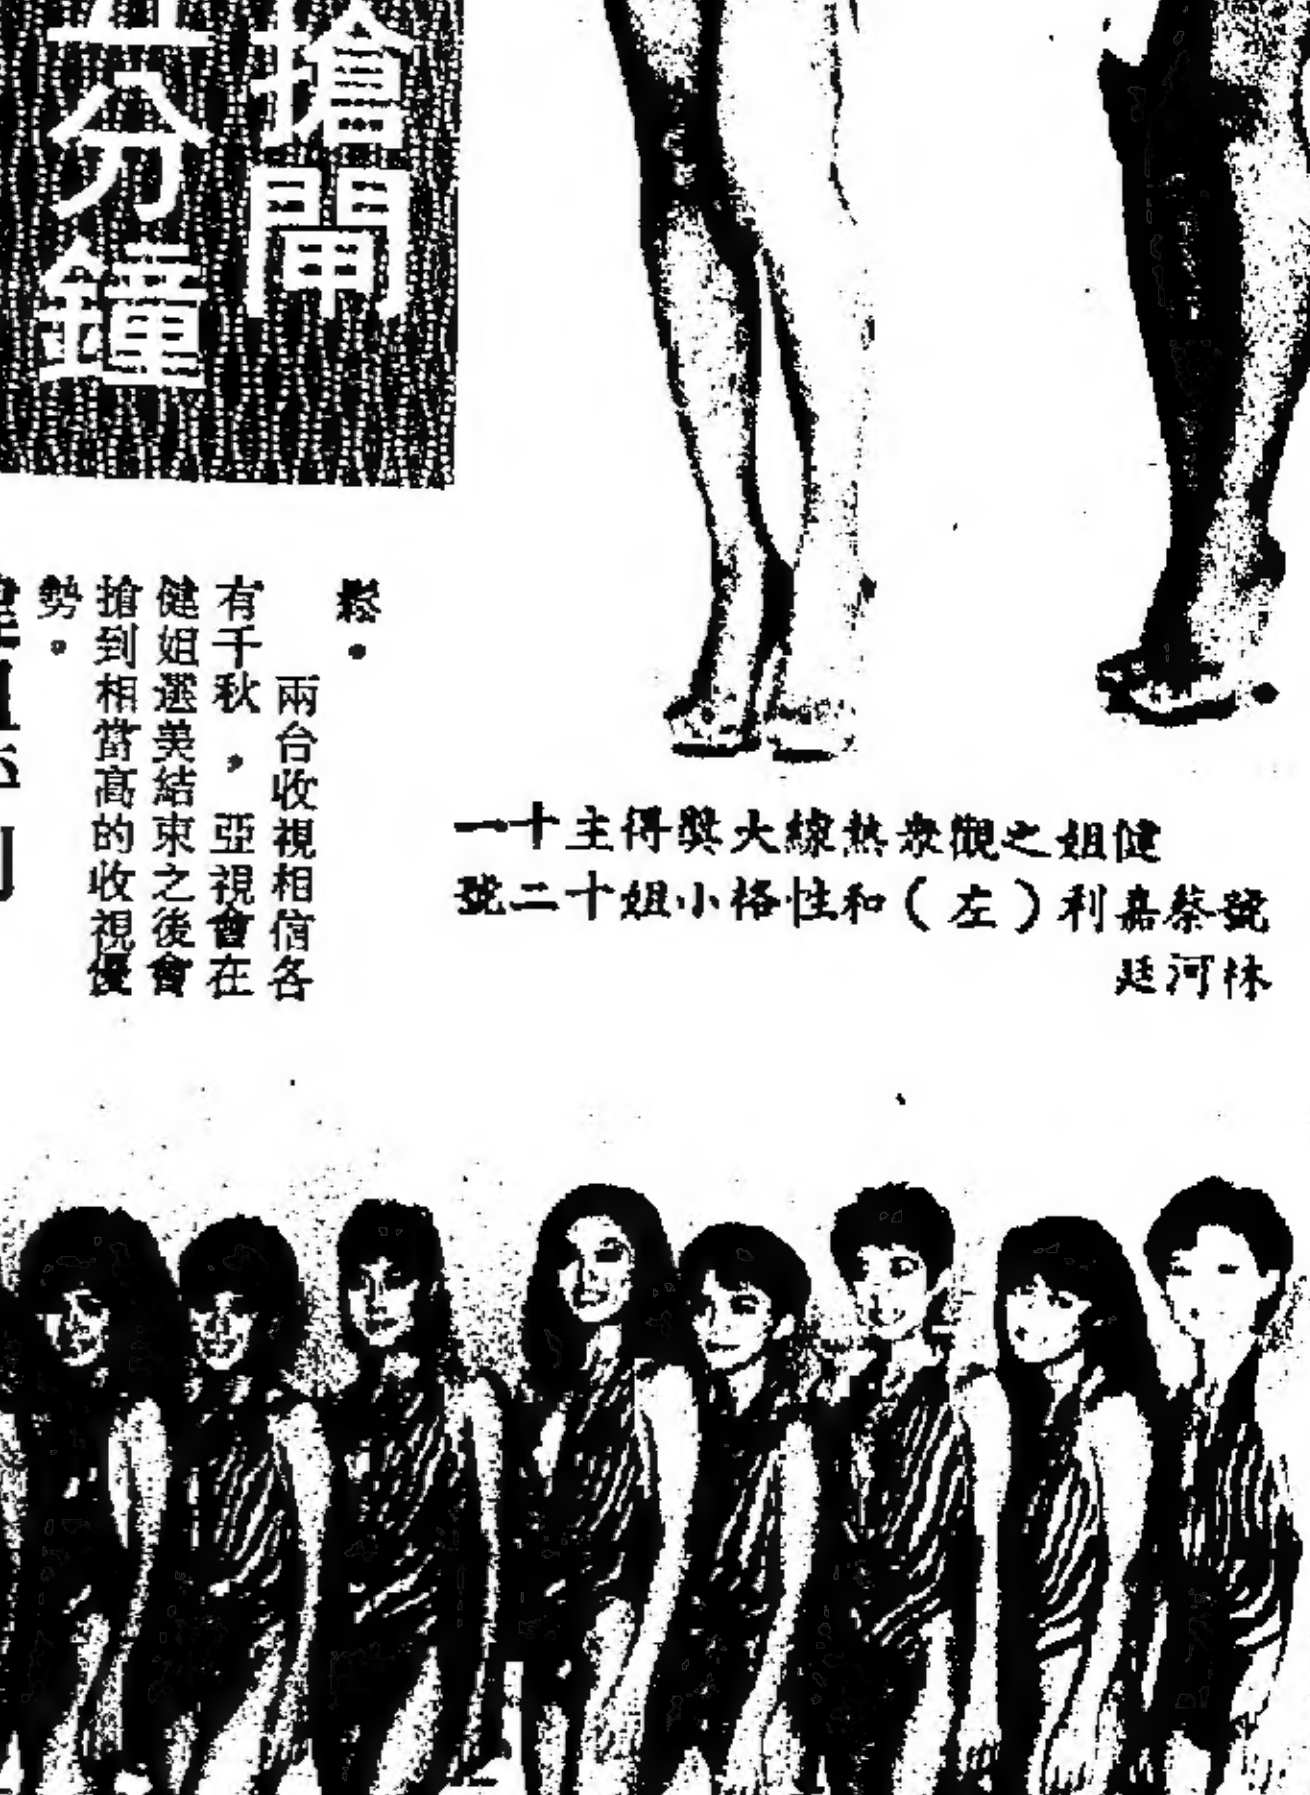 搶閘
分鐘
健姐之觀衆熱線大獎得主十一
號蔡嘉利（左）和性格小姐十二號
林河廷
鬆。
兩台收視相信各
有千秋，亞視會在
健姐選美結束之後會
搶到相當高的收視優
勢。